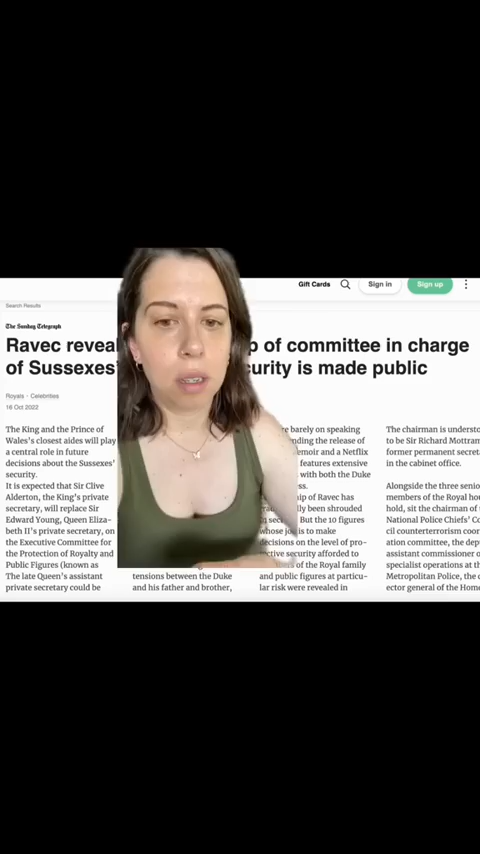 Gift Cards
Sign in
Sign up
Search Results
The Sunday Telegraph
Ravec reveal p of committee in charge
of Sussexes' curity is made public
Royals · Celebrites
16 Oct 2022
The King and the Prince of
Wales's closest aides will play
a central role in future
decisions about the Sussexes'
security.
It is expected that Sir Clive
Alderton, the King's private
secretary, will replace Sir
Edward Young, Queen Eliza-
beth II's private secretary, on
the Executive Committee for
the Protection of Royalty and
Public Figures (known as
The late Queen's assistant
private secretary could be
tensions between the Duke
and his father and brother,
re barely on speaking
nding the release of
emoir and a Netflix
features extensive
with both the Duke
ss.
ip of Ravec has
lly been shrouded
secr But the 10 figures
whose job is to make
decisions on the level of pro-
ctive security afforded to
of the Royal family
and public figures at particu-
lar risk were revealed in
The chairman is understo
to be Sir Richard Mottram
former permanent secreta
in the cabinet office.
Alongside the three senio
members of the Royal hou
hold, sit the chairman of t
National Police Chiefs' Co
cil counterterrorism coor
ation committee, the dep
assistant commissioner o
specialist operations at th
Metropolitan Police, the d
ector general of the Home